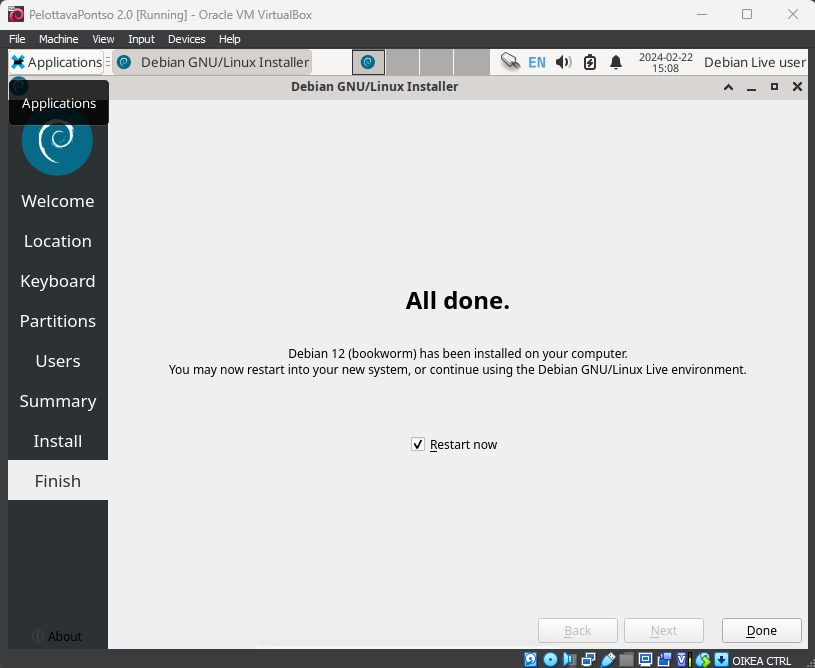 PelottavaPontso 2.0 [Running] - Oracle VM VirtualBox
File Machine View Input Devices Help
Applications Debian GNU/Linux Installer EN 2024-02-22 Debian Live user
15:08
Debian GNU/Linux Installer
Applications
Welcome
Location
Keyboard
Partitions
Users
Summary
Install
Finish
All done.
Debian 12 (bookworm) has been installed on your computer.
You may now restart into your new system, or continue using the Debian GNU/Linux Live environment.
Restart now
About
Back Next Done
OIKEA CTRL